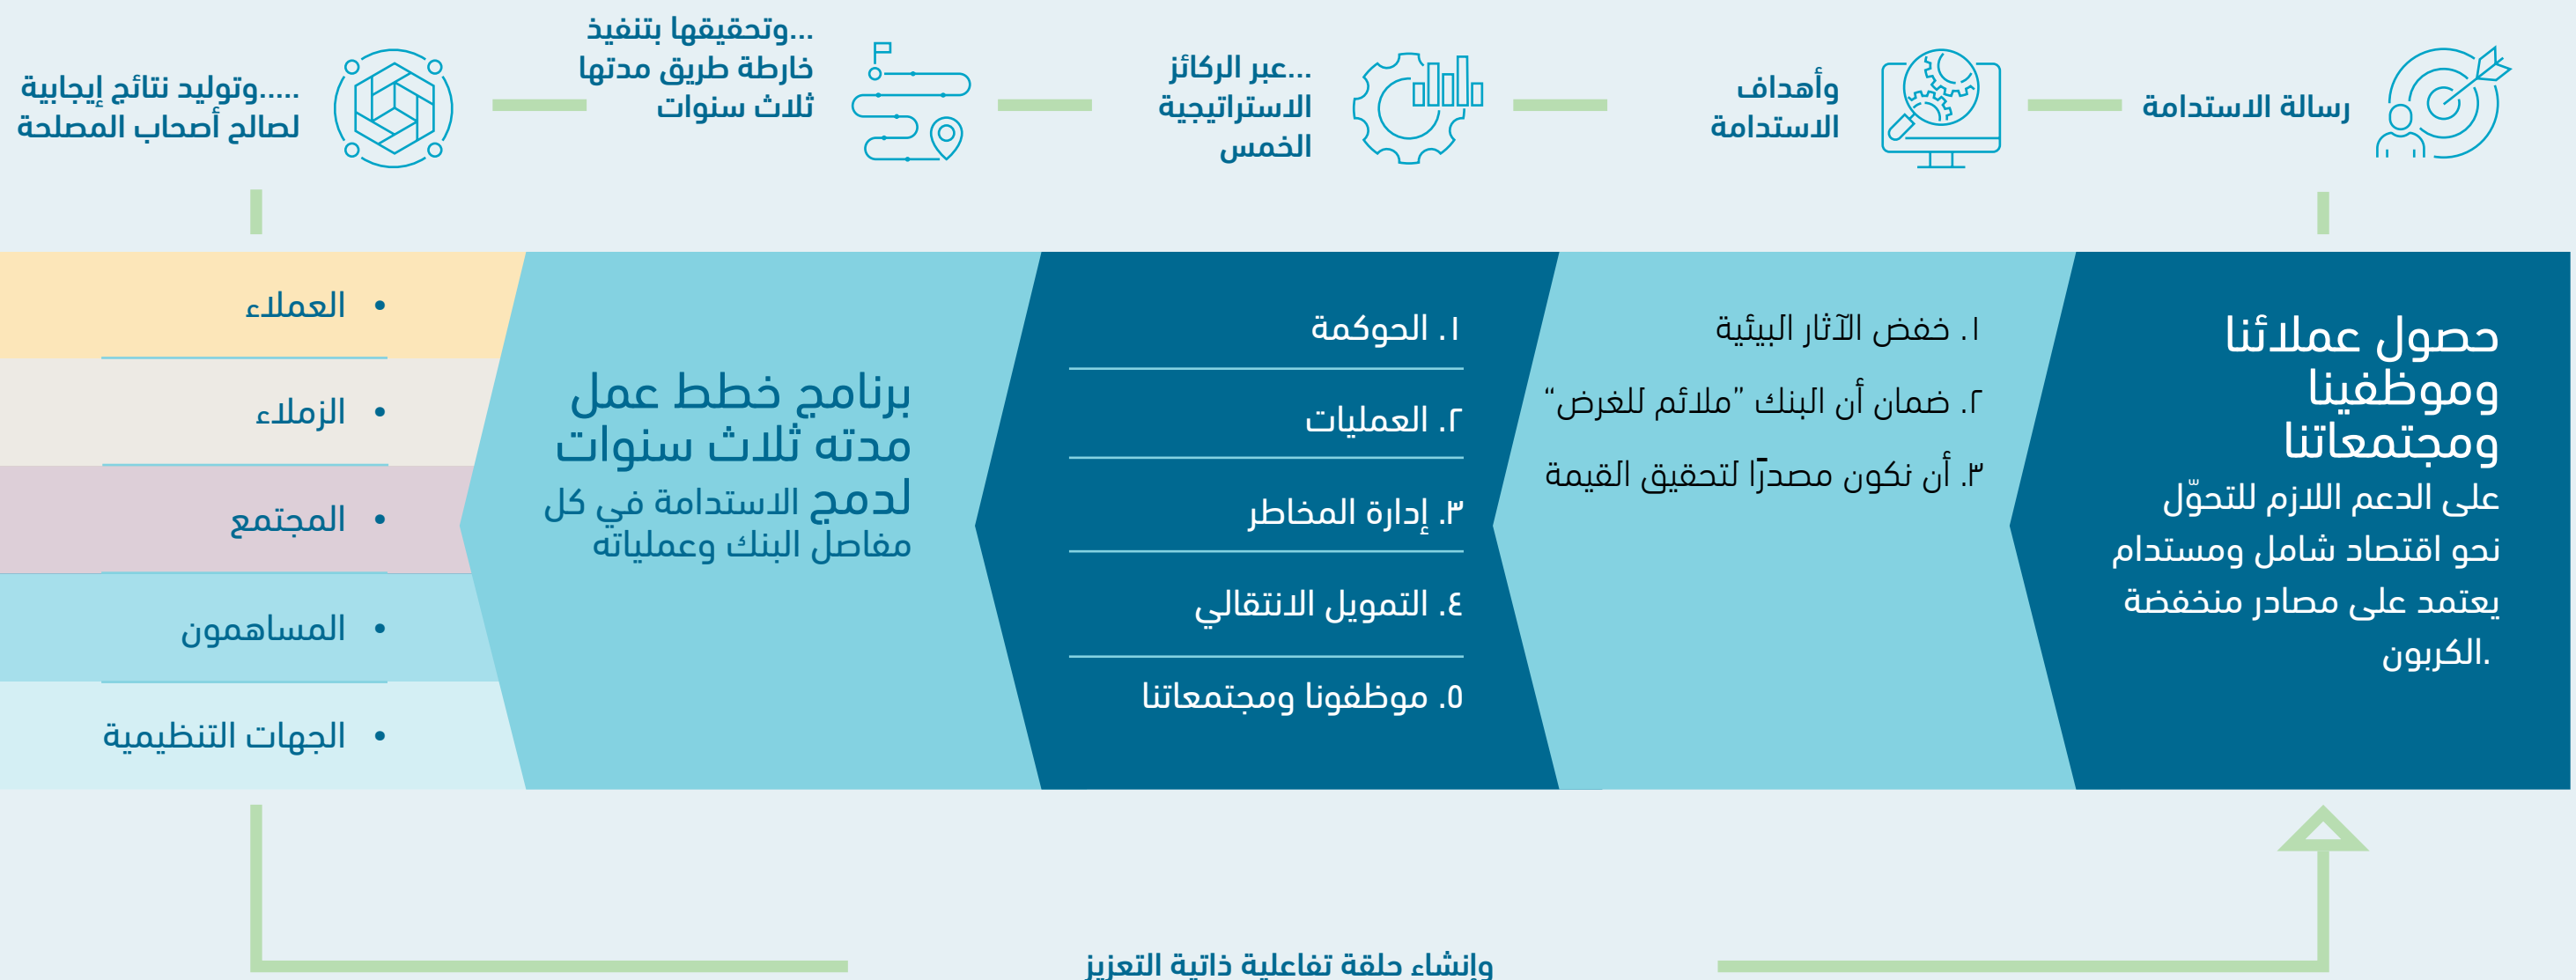 رسالة الاستدامة
وأهداف
الاستدامة
...عبر الركائز
الاستراتيجية
الخمس
...وتحقيقها بتنفيذ
خارطة طريق مدتها
ثلاث سنوات
.....وتوليد نتائج إيجابية
لصالح أصحاب المصلحة
حصول عملائنا
وموظفينا
ومجتمعاتنا
على الدعم اللازم للتحوّل
نحو اقتصاد شامل ومستدام
يعتمد على مصادر منخفضة
.الكربون
١. خفض الآثار البيئية
٢. ضمان أن البنك ”ملائم للغرض“
٣. أن نكون مصدرًا لتحقيق القيمة
١. الحوكمة
٢. العمليات
٣. إدارة المخاطر
٤. التمويل الانتقالي
٥. موظفونا ومجتمعاتنا
برنامج خطط عمل
مدته ثلاث سنوات
لدمج الاستدامة في كل
مفاصل البنك وعملياته
• العملاء
• الزملاء
• المجتمع
• المساهمون
• الجهات التنظيمية
وإنشاء حلقة تفاعلية ذاتية التعزيز